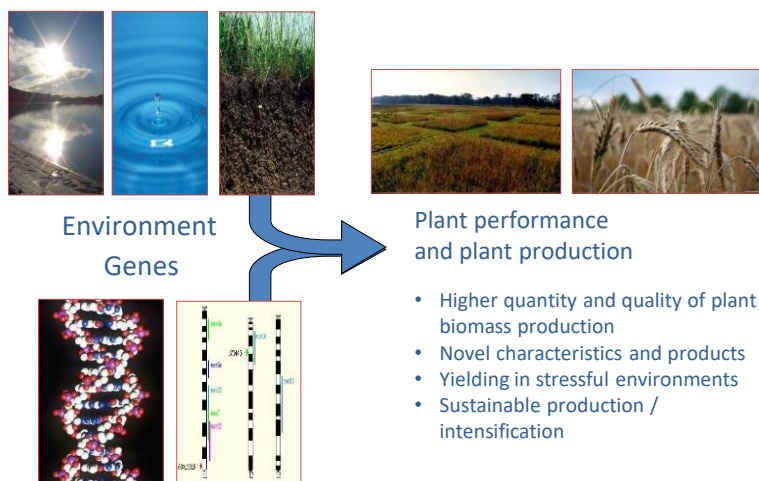 Environment
Genes
Plant performance
and plant production
• Higher quantity and quality of plant
biomass production
• Novel characteristics and products
• Yielding in stressful environments
• Sustainable production /
intensification